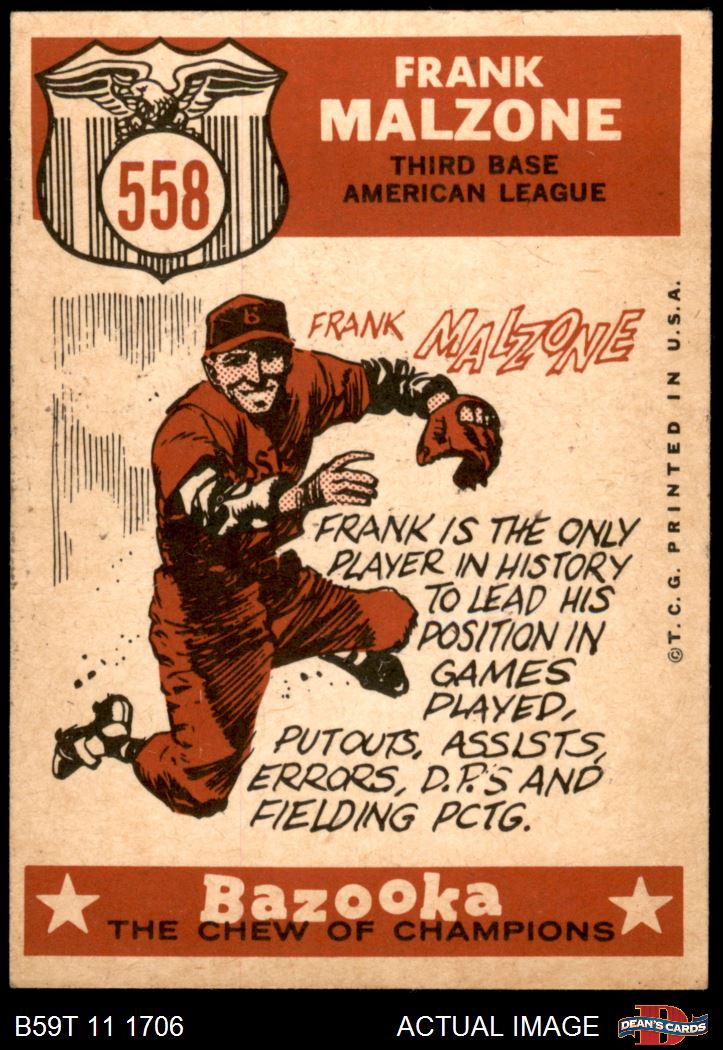 558
FRANK
MALZONE
THIRD BASE
AMERICAN LEAGUE
FRANK MALZONE
B
OS
FRANK IS THE ONLY
PLAYER IN HISTORY
TO LEAD HIS
POSITION IN
GAMES
PLAYED,
PUTOUTS, ASSISTS,
ERRORS, D.P.'S AND
FIELDING PCTG.
© T.C.G. PRINTED IN U.S.A.
Bazooka
THE CHEW OF CHAMPIONS
B59T 11 1706
ACTUAL IMAGE
D
DEAN'S CARDS